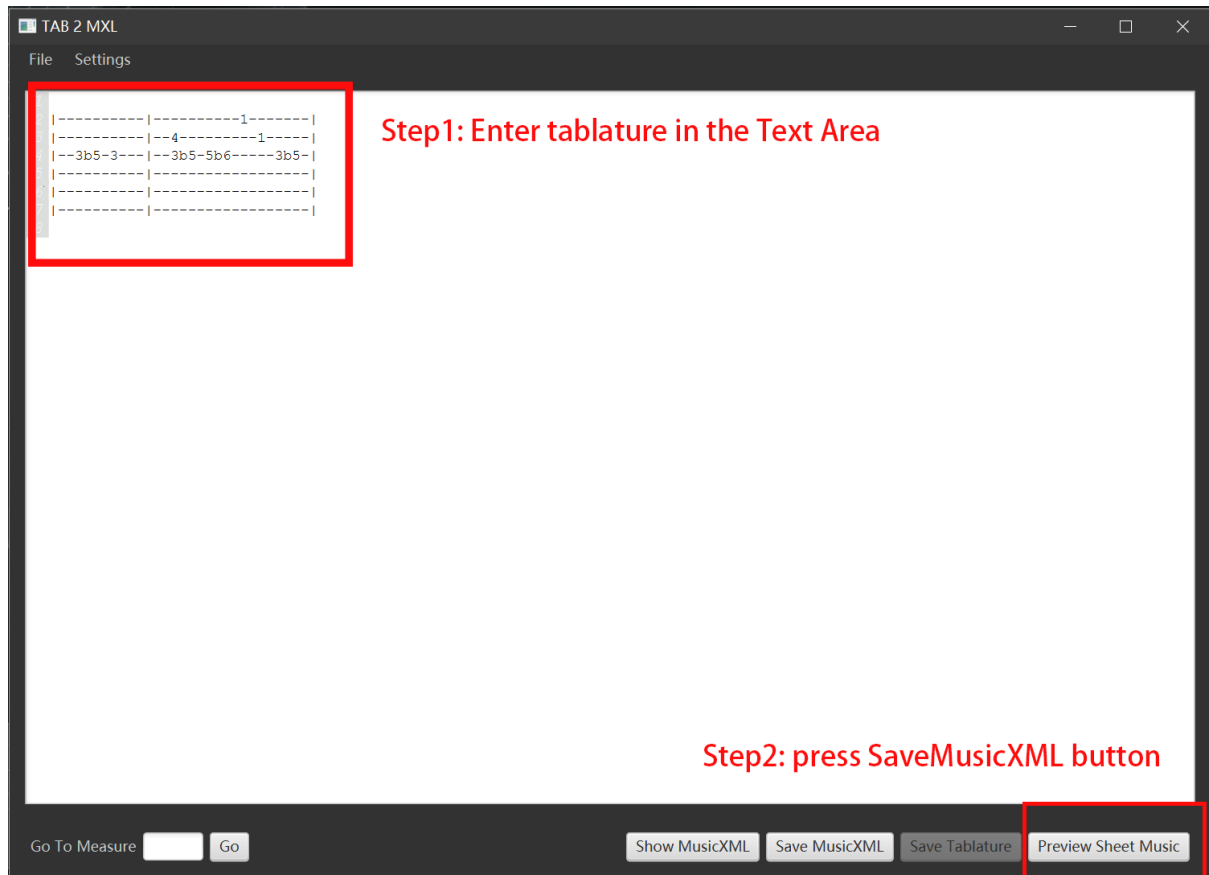 TAB 2 MXL
File Settings
|----------|----------1-------|
|----------|--4---------1-----|
|--3b5-3---|--3b5-5b6-----3b5-|
|----------|------------------|
|----------|------------------|
|----------|------------------|
Step1: Enter tablature in the Text Area
Step2: press SaveMusicXML button
Go To Measure Go Show MusicXML Save MusicXML Save Tablature Preview Sheet Music